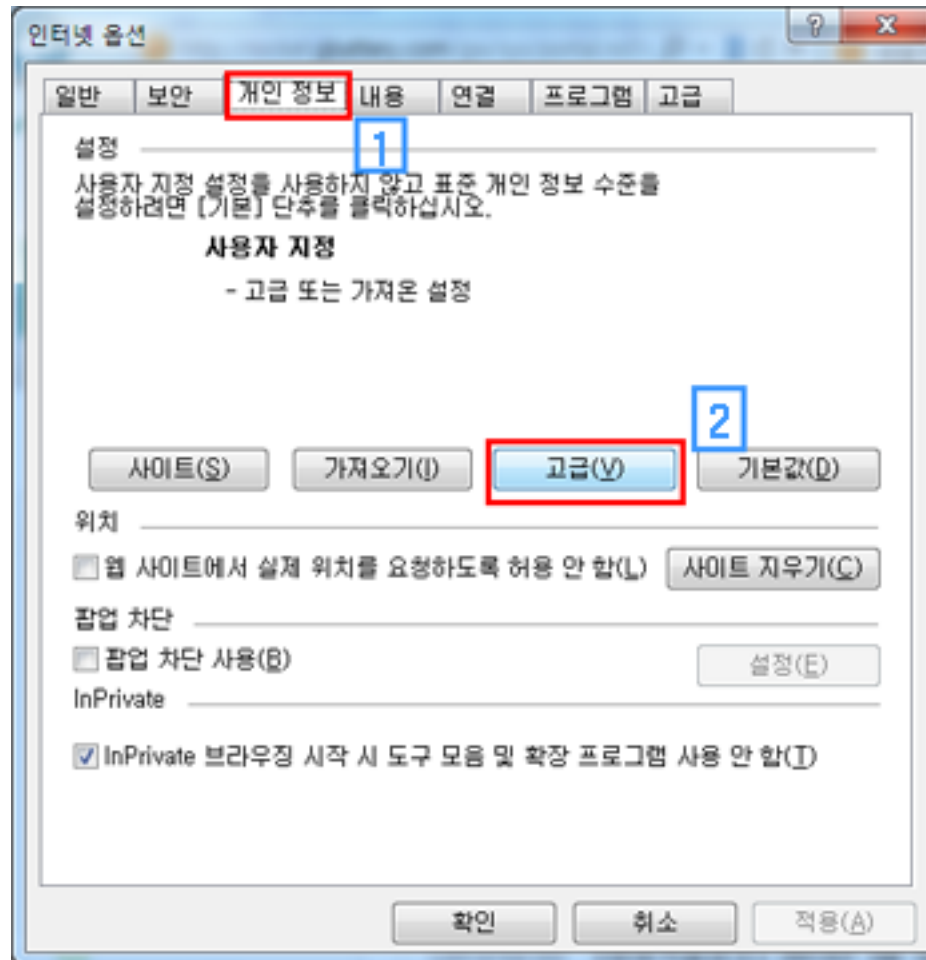 인터넷 옵션
일반 보안 개인 정보 내용 연결 프로그램 고급
1
설정
사용자 지정 설정을 사용하지 않고 표준 개인 정보 수준을
설정하려면 [기본] 단추를 클릭하십시오.
사용자 지정
- 고급 또는 가져온 설정
2
사이트(S) 가져오기(I) 고급(V) 기본값(D)
위치
웹 사이트에서 실제 위치를 요청하도록 허용 안 함(L) 사이트 지우기(C)
팝업 차단
팝업 차단 사용(B) 설정(E)
InPrivate
InPrivate 브라우징 시작 시 도구 모음 및 확장 프로그램 사용 안 함(T)
확인 취소 적용(A)